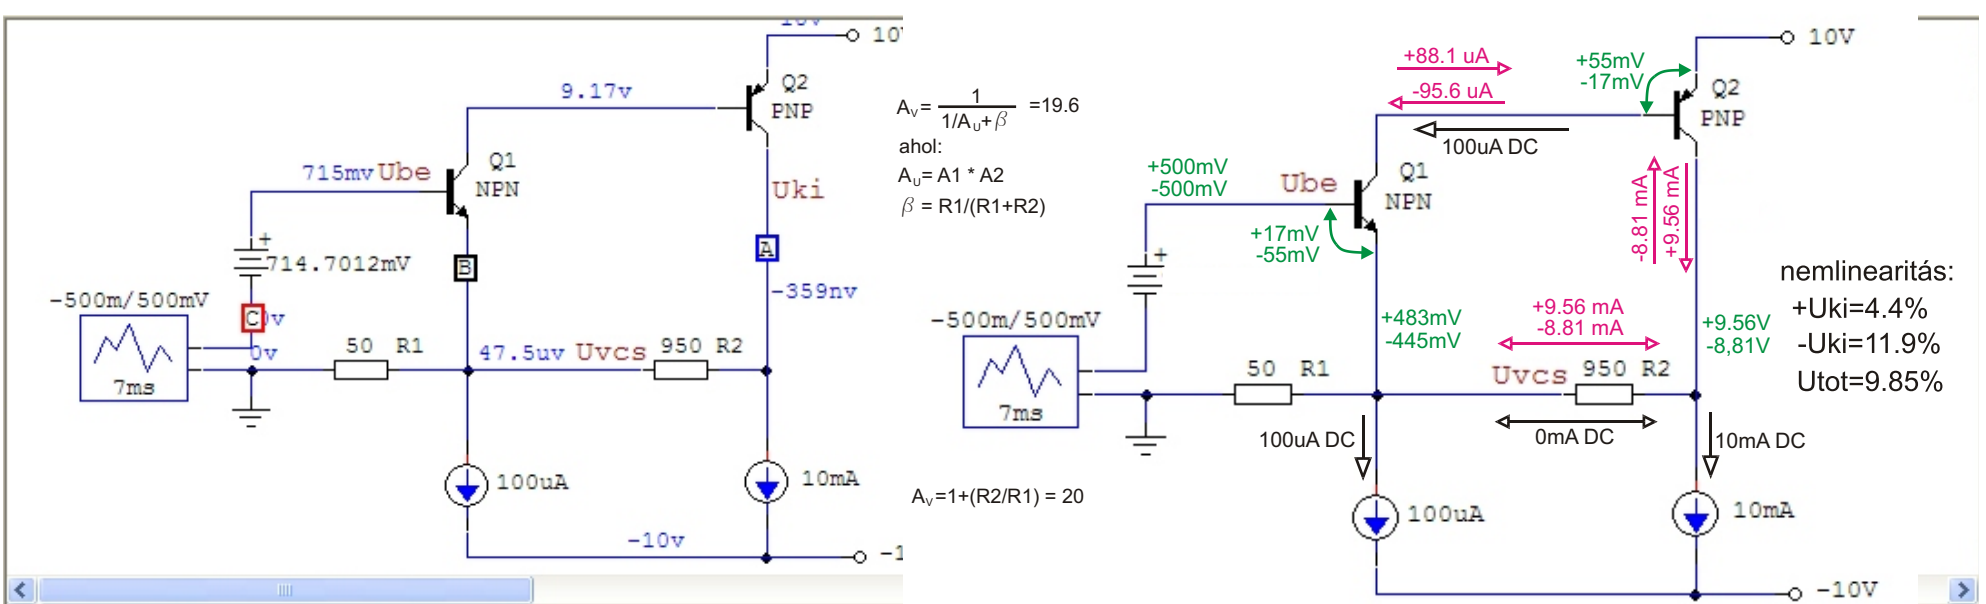 10V
Q2
PNP
9.17v
Q1
NPN
715mv Ube
Uki
A
B
714.7012mV
-359nv
-500m/500mV
C
0v
50 R1
47.5uv Uvcs 950 R2
7ms
100uA
10mA
-10v
Av= 1 / 1/AU+β =19.6
ahol:
AU= A1 * A2
β = R1/(R1+R2)
Av=1+(R2/R1) = 20
10V
+88.1 uA
-95.6 uA
+55mV
-17mV
Q2
PNP
100uA DC
+500mV
-500mV
Ube
Q1
NPN
+17mV
-55mV
-8.81 mA
+9.56 mA
-500m/500mV
+483mV
-445mV
+9.56 mA
-8.81 mA
+9.56V
-8,81V
50 R1
Uvcs 950 R2
7ms
100uA DC
0mA DC
10mA DC
100uA
10mA
-10V
nemlinearitás:
+Uki=4.4%
-Uki=11.9%
Utot=9.85%